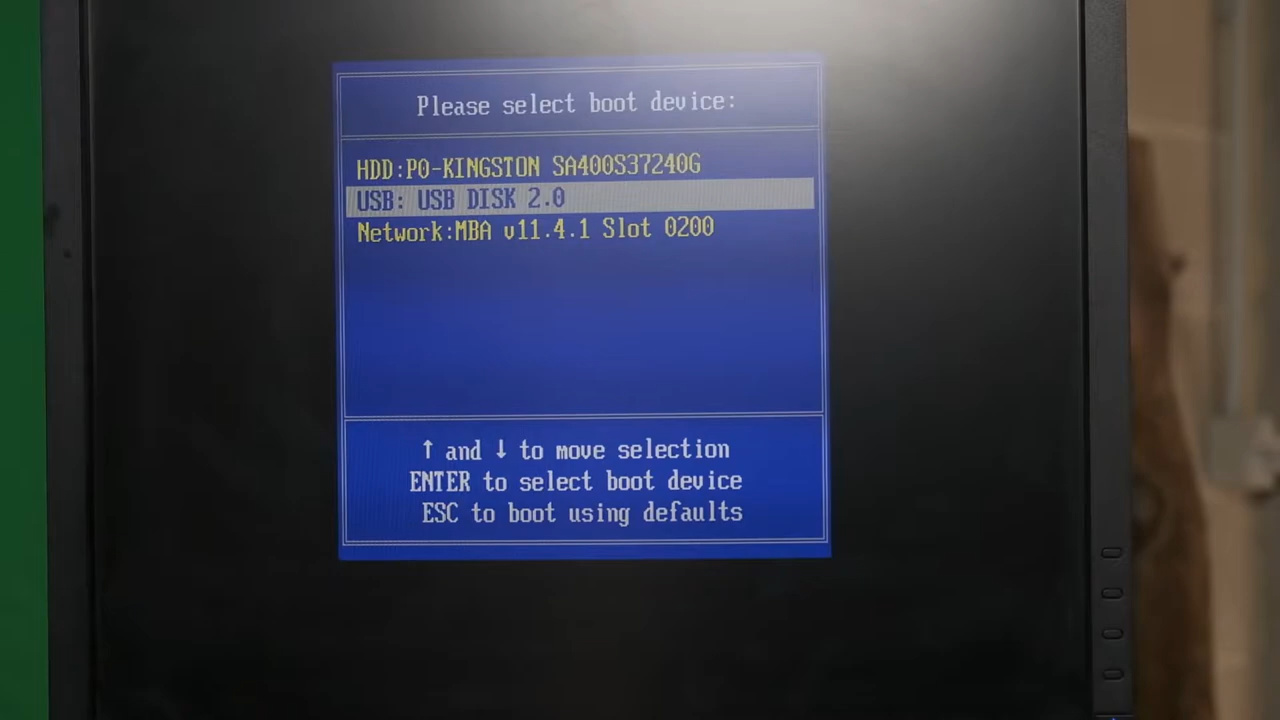 Please select boot device:
HDD:P0-KINGSTON SA400S37240G
USB: USB DISK 2.0
Network:MBA v11.4.1 Slot 0200
↑ and ↓ to move selection
ENTER to select boot device
ESC to boot using defaults